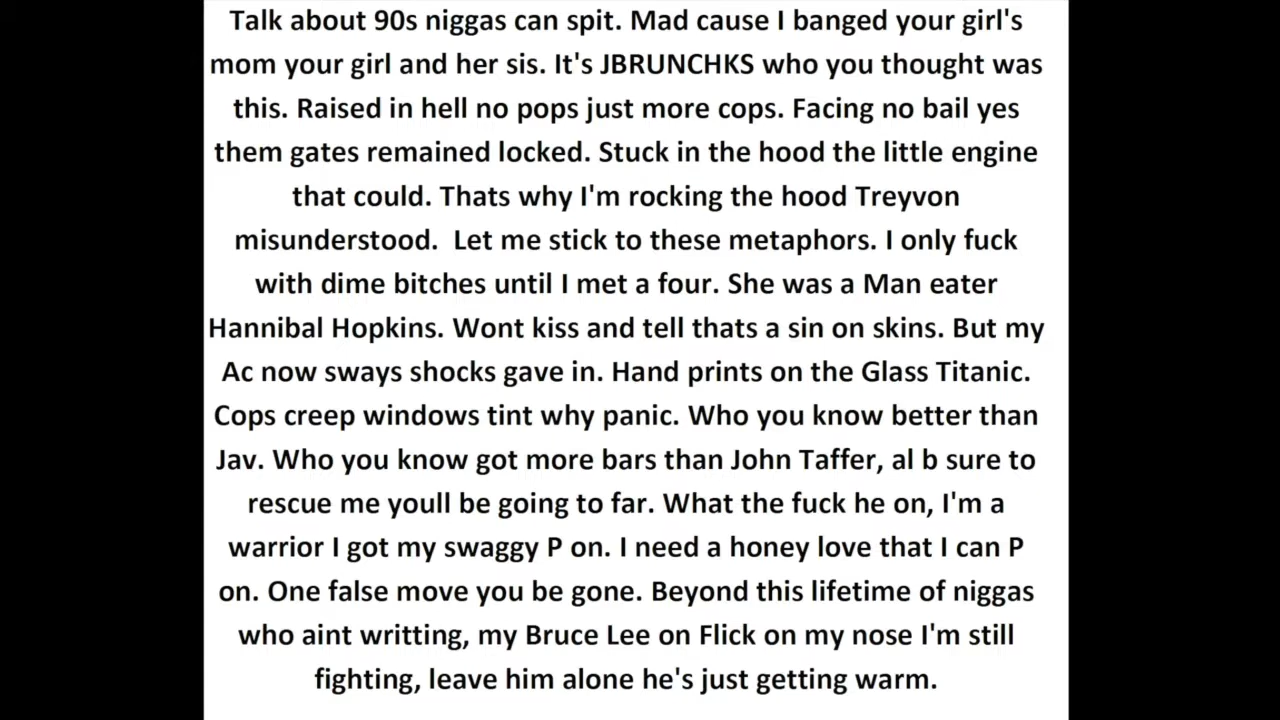 Talk about 90s niggas can spit. Mad cause I banged your girl's
mom your girl and her sis. It's JBRUNCHKS who you thought was
this. Raised in hell no pops just more cops. Facing no bail yes
them gates remained locked. Stuck in the hood the little engine
that could. Thats why I'm rocking the hood Treyvon
misunderstood.  Let me stick to these metaphors. I only fuck
with dime bitches until I met a four. She was a Man eater
Hannibal Hopkins. Wont kiss and tell thats a sin on skins. But my
Ac now sways shocks gave in. Hand prints on the Glass Titanic.
Cops creep windows tint why panic. Who you know better than
Jav. Who you know got more bars than John Taffer, al b sure to
rescue me youll be going to far. What the fuck he on, I'm a
warrior I got my swaggy P on. I need a honey love that I can P
on. One false move you be gone. Beyond this lifetime of niggas
who aint writting, my Bruce Lee on Flick on my nose I'm still
fighting, leave him alone he's just getting warm.